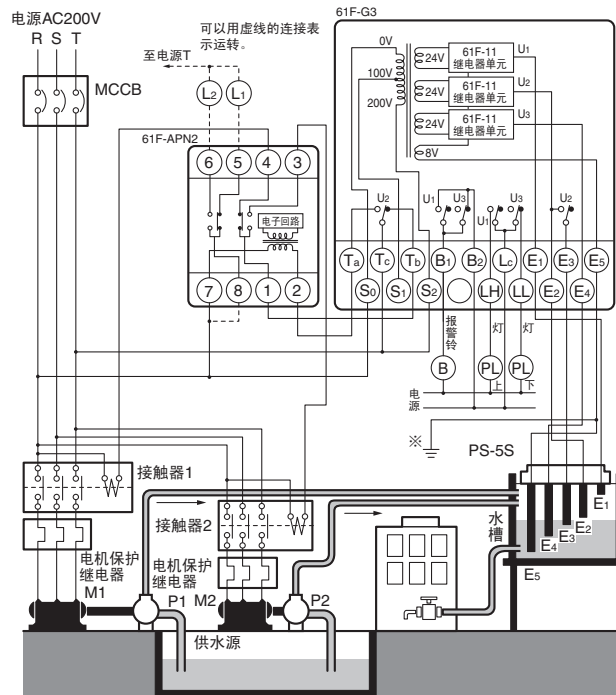 电源AC200V
R S T
MCCB
可以用虚线的连接表
示运转。
至电源T
L2 L1
61F-APN2
6 5 4 3
电子回路
7 8 1 2
61F-G3
0V
100V
200V
24V
61F-11
继电器单元
U1
24V
61F-11
继电器单元
U2
24V
61F-11
继电器单元
U3
8V
U2 U1 U3 U1 U3 U2
Ta Tc Tb B1 B2 Lc E1 E3 E5
S0 S1 S2 LH LL E2 E4
报警铃
灯 灯
B PL 上 PL 下
电源
※
PS-5S
接触器1
接触器2
水槽
E1
E2
E3
E4
E5
电机保护
继电器
M1
电机保护
继电器
P1 M2 P2
供水源